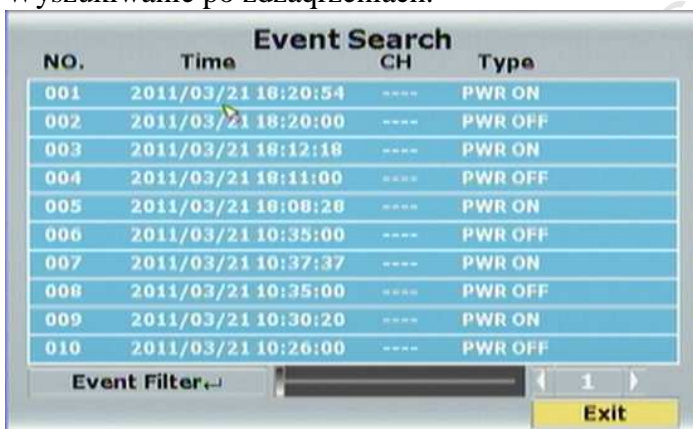 Wyszukiwanie po zdzaqrzeniach:
Event Search
NO. Time CH Type
001 2011/03/21 18:20:54 ---- PWR ON
002 2011/03/21 18:20:00 ---- PWR OFF
003 2011/03/21 18:12:18 ---- PWR ON
004 2011/03/21 18:11:00 ---- PWR OFF
005 2011/03/21 18:08:28 ---- PWR ON
006 2011/03/21 10:35:00 ---- PWR OFF
007 2011/03/21 10:37:37 ---- PWR ON
008 2011/03/21 10:35:00 ---- PWR OFF
009 2011/03/21 10:30:20 ---- PWR ON
010 2011/03/21 10:26:00 ---- PWR OFF
Event Filter↵ 1
Exit